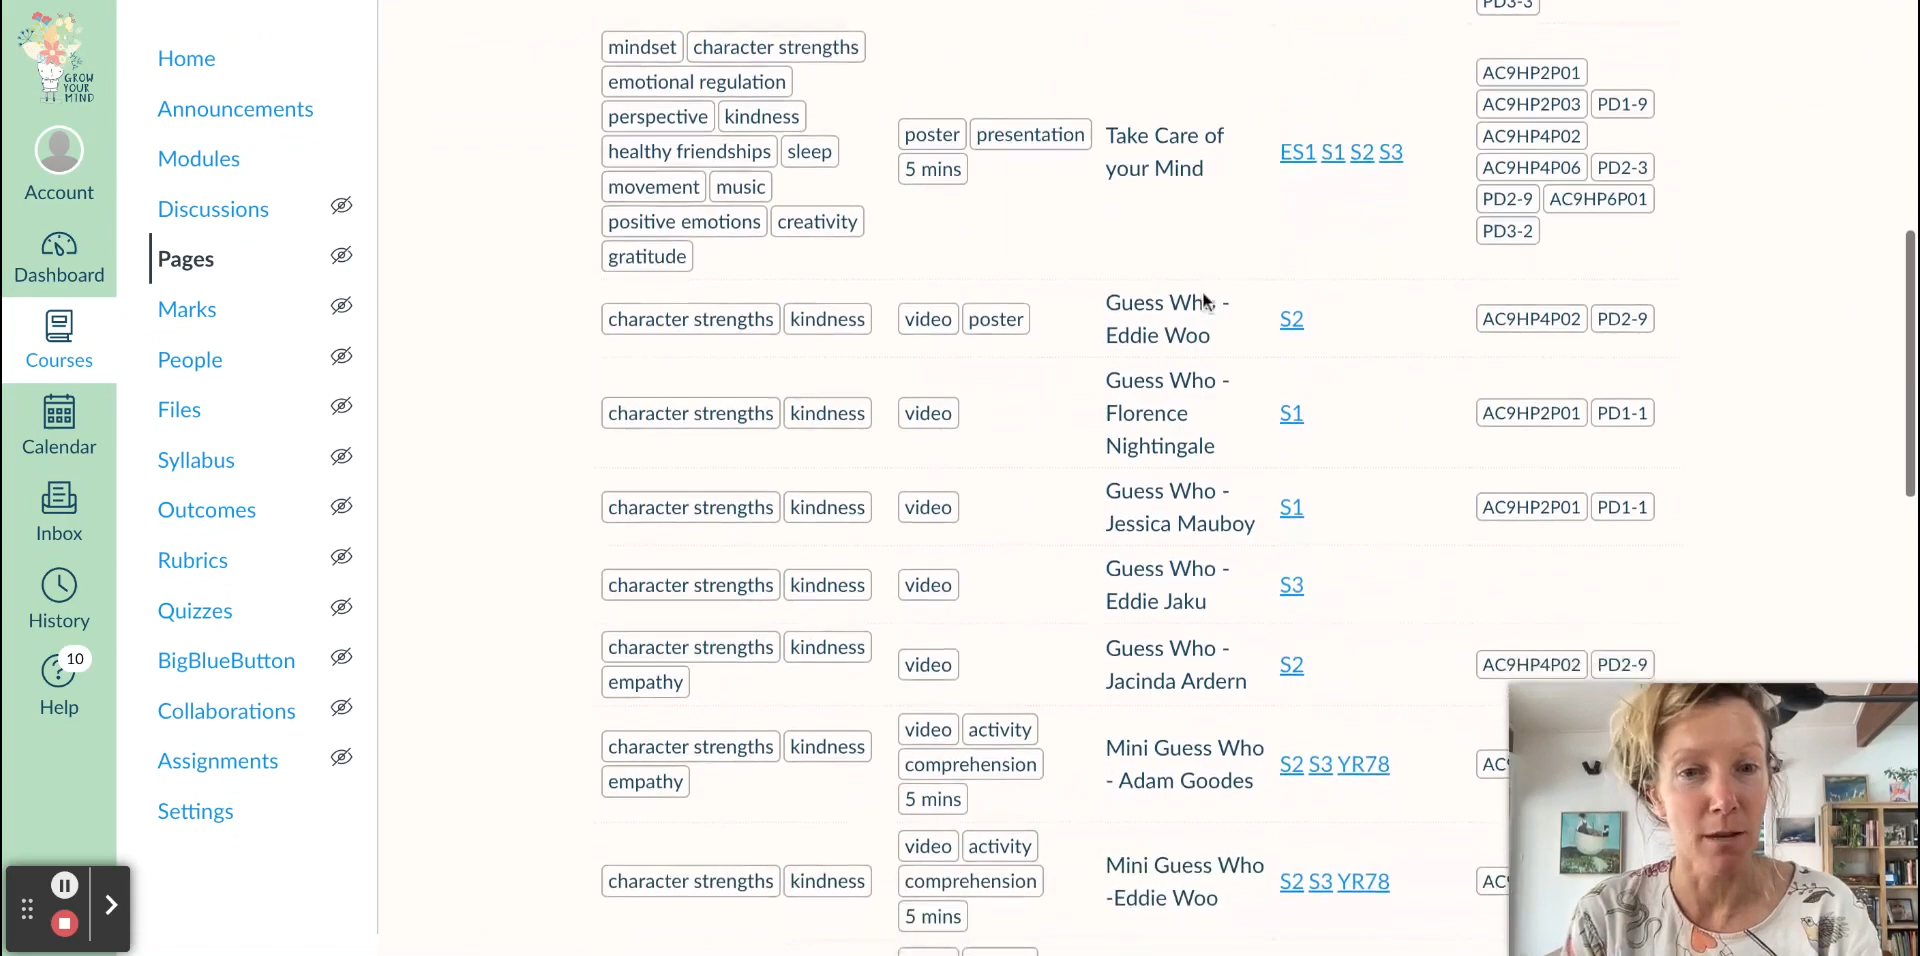 GROW
YOUR
MIND
Account
Dashboard
Courses
Calendar
Inbox
History
10
Help
Home
Announcements
Modules
Discussions
Pages
Marks
People
Files
Syllabus
Outcomes
Rubrics
Quizzes
BigBlueButton
Collaborations
Assignments
Settings
PD3-3
mindset character strengths
emotional regulation
perspective kindness
healthy friendships sleep
movement music
positive emotions creativity
gratitude
poster presentation
5 mins
Take Care of
your Mind
ES1 S1 S2 S3
AC9HP2P01
AC9HP2P03 PD1-9
AC9HP4P02
AC9HP4P06 PD2-3
PD2-9 AC9HP6P01
PD3-2
character strengths kindness
video poster
Guess Who -
Eddie Woo
S2
AC9HP4P02 PD2-9
character strengths kindness
video
Guess Who -
Florence
Nightingale
S1
AC9HP2P01 PD1-1
character strengths kindness
video
Guess Who -
Jessica Mauboy
S1
AC9HP2P01 PD1-1
character strengths kindness
video
Guess Who -
Eddie Jaku
S3
character strengths kindness
empathy
video
Guess Who -
Jacinda Ardern
S2
AC9HP4P02 PD2-9
character strengths kindness
empathy
video activity
comprehension
5 mins
Mini Guess Who
- Adam Goodes
S2 S3 YR78
AC
character strengths kindness
video activity
comprehension
5 mins
Mini Guess Who
-Eddie Woo
S2 S3 YR78
AC